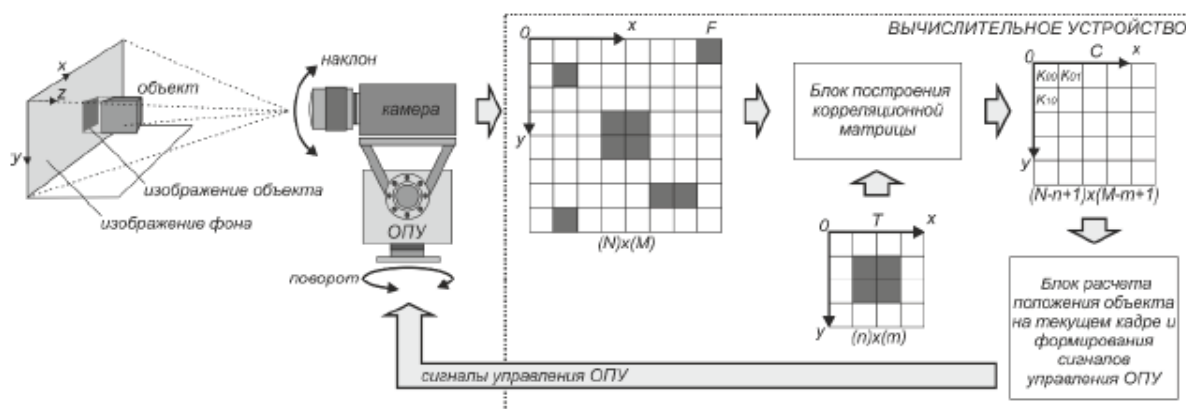 ВЫЧИСЛИТЕЛЬНОЕ УСТРОЙСТВО
x
z
y
объект
изображение объекта
изображение фона
наклон
камера
ОПУ
поворот
0 x F
y
(N)x(M)
Блок построения
корреляционной
матрицы
0 T x
y
(n)x(m)
0 C x
K00 K01
K10
y
(N-n+1)x(M-m+1)
Блок расчета
положения объекта
на текущем кадре и
формирования
сигналов
управления ОПУ
сигналы управления ОПУ